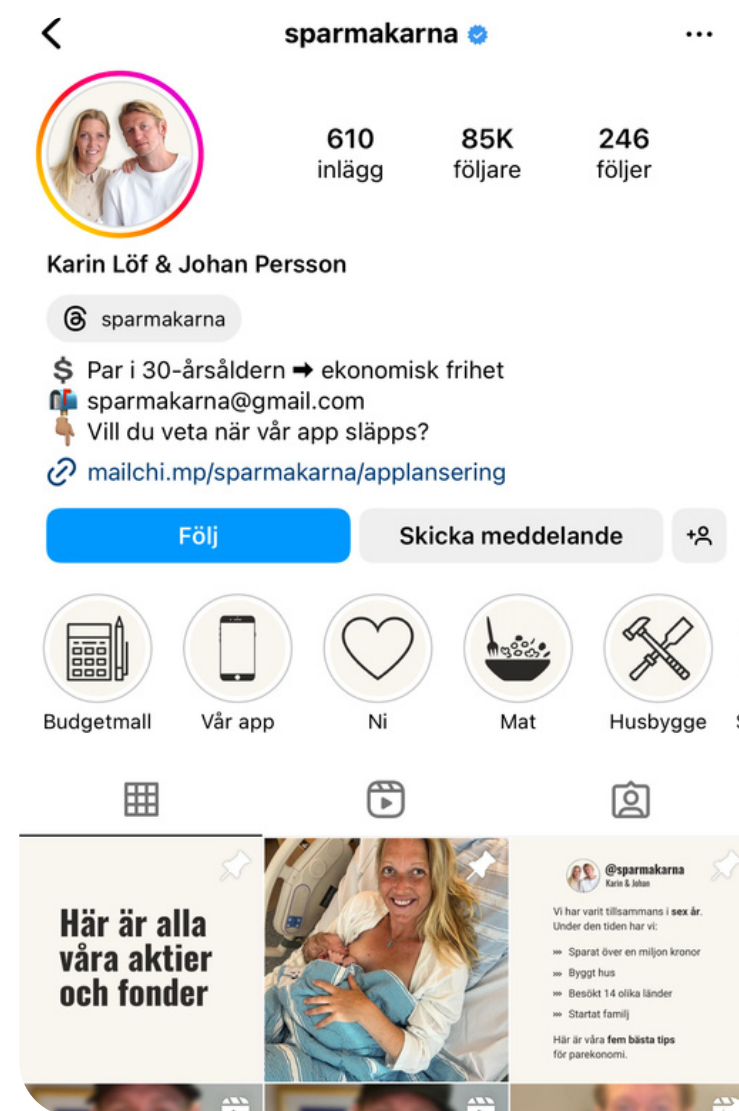 sparmakarna
610
85K
246
inlägg
följare
följer
Karin Löf & Johan Persson
sparmakarna
Par i 30-årsåldern ➡ ekonomisk frihet
sparmakarna@gmail.com
Vill du veta när vår app släpps?
mailchi.mp/sparmakarna/applansering
Följ
Skicka meddelande
Budgetmall
Vår app
Ni
Mat
Husbygge
Här är alla
våra aktier
och fonder
@sparmakarna
Karin & Johan
Vi har varit tillsammans i sex år.
Under den tiden har vi:
»» Sparat över en miljon kronor
»» Byggt hus
»» Besökt 14 olika länder
»» Startat familj
Här är våra fem bästa tips
för parekonomi.